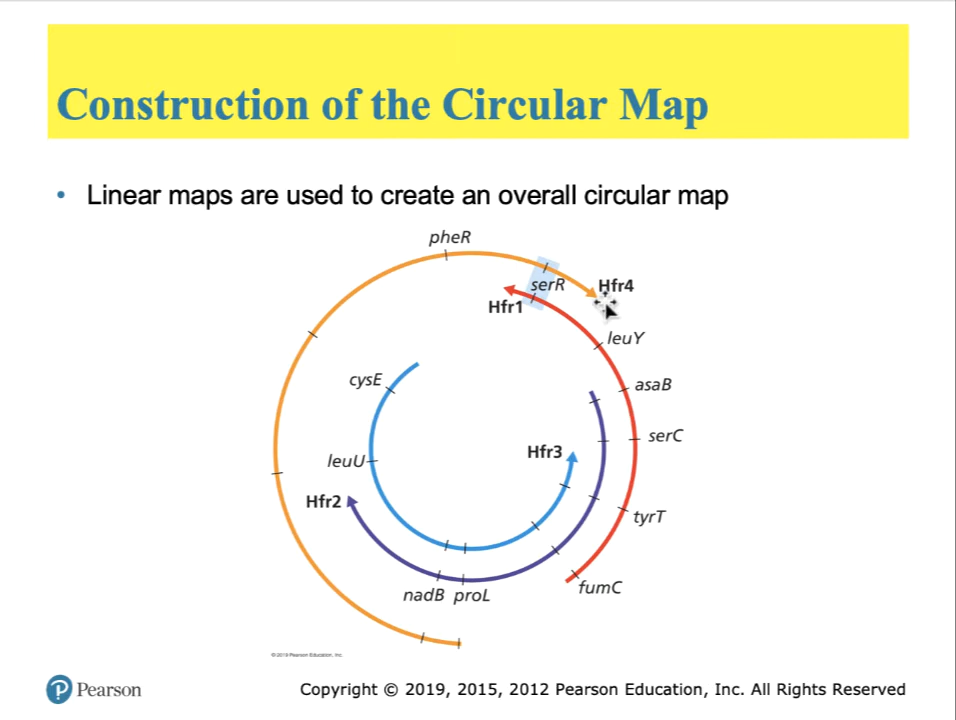 Construction of the Circular Map
• Linear maps are used to create an overall circular map
pheR
serR
Hfr4
Hfr1
leuY
cysE
asaB
serC
Hfr3
leuU
Hfr2
tyrT
fumC
nadB proL
© 2019 Pearson Education, Inc.
P Pearson
Copyright © 2019, 2015, 2012 Pearson Education, Inc. All Rights Reserved